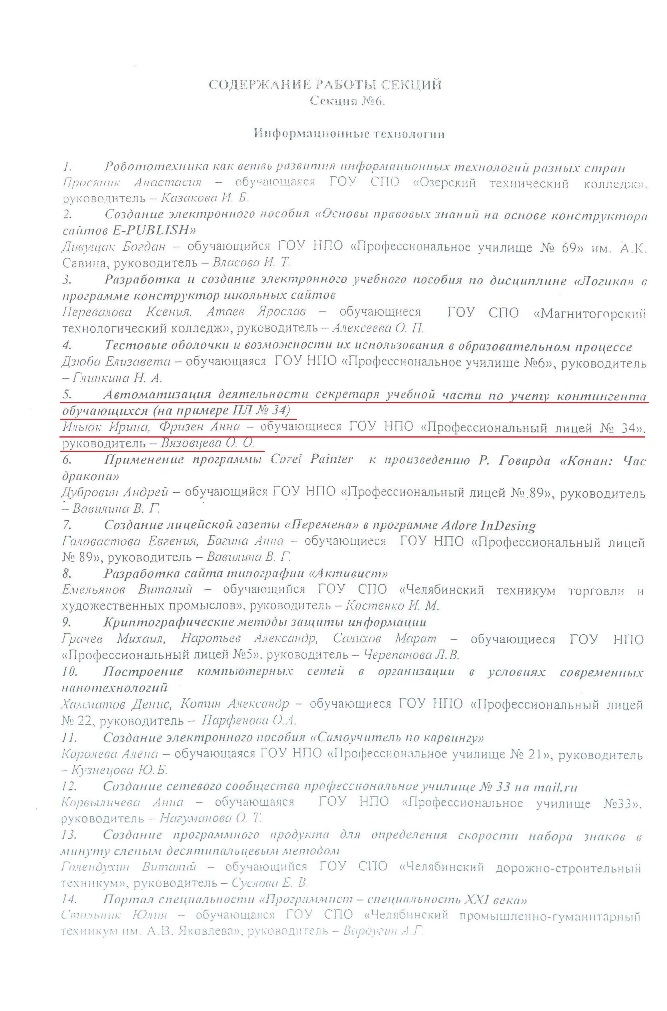 СОДЕРЖАНИЕ РАБОТЫ СЕКЦИЙ
Секция №6.
Информационные технологии
1. Робототехника как ветвь развития информационных технологий разных стран
Анастасия – обучающаяся ГОУ СПО «Озерский технический колледж»,
руководитель – Казакова И. Б.
2. Создание электронного пособия «Основы правовых знаний на основе конструктора
сайтов E-PUBLISH»
Дивущак Богдан – обучающийся ГОУ НПО «Профессиональное училище № 69» им. А.К.
Савина, руководитель – Власова И. Т.
3. Разработка и создание электронного учебного пособия по дисциплине «Логика» в
программе конструктор школьных сайтов
Перевалова Ксения, Атаев Ярослав – обучающиеся ГОУ СПО «Магнитогорский
технологический колледж», руководитель – Алексеева О. П.
4. Тестовые оболочки и возможности их использования в образовательном процессе
Дзюба Елизавета – обучающаяся ГОУ НПО «Профессиональное училище №6», руководитель
– Глинкина Н. А.
5. Автоматизация деятельности секретаря учебной части по учету контингента
обучающихся (на примере ПЛ № 34)
Ильюк Ирина, Фризен Анна – обучающиеся ГОУ НПО «Профессиональный лицей № 34»,
руководитель – Вязовцева О. О.
6. Применение программы Corel Painter к произведению Р. Говарда «Конан: Час
дракона»
Дубровин Андрей – обучающийся ГОУ НПО «Профессиональный лицей №.89», руководитель
– Вавилина В. Г.
7. Создание лицейской газеты «Перемена» в программе Adore InDesing
Головастова Евгения, Багина Анна – обучающиеся ГОУ НПО «Профессиональный лицей
№ 89», руководитель – Вавилина В. Г.
8. Разработка сайта типографии «Активист»
Емельянов Виталий – обучающийся ГОУ СПО «Челябинский техникум торговли и
художественных промыслов», руководитель – Костенко И. М.
9. Криптографические методы защиты информации
Грачёв Михаил, Наротьев Александр, Салихов Марат – обучающиеся ГОУ НПО
«Профессиональный лицей №5», руководитель – Черепанова Л.В.
10. Построение компьютерных сетей в организации в условиях современных
нанотехнологий
Хамматов Денис, Котин Александр – обучающиеся ГОУ НПО «Профессиональный лицей
№ 22, руководитель – Парфенова О.А.
11. Создание электронного пособия «Самоучитель по карвингу»
Королева Алена – обучающаяся ГОУ НПО «Профессиональное училище № 21», руководитель
– Кузнецова Ю.Б.
12. Создание сетевого сообщества профессиональное училище № 33 на mail.ru
Корвыличева Анна – обучающаяся ГОУ НПО «Профессиональное училище №33»,
руководитель – Нагуманова О. Т.
13. Создание программного продукта для определения скорости набора знаков в
минуту слепым десятипальцевым методом
Голендухин Виталий – обучающийся ГОУ СПО «Челябинский дорожно-строительный
техникум», руководитель – Суслова Е. В.
14. Портал специальности «Программист – специальность XXI века»
Юлия – обучающаяся ГОУ СПО «Челябинский промышленно-гуманитарный
техникум им. А.В. Яковлева», руководитель – А.Г.